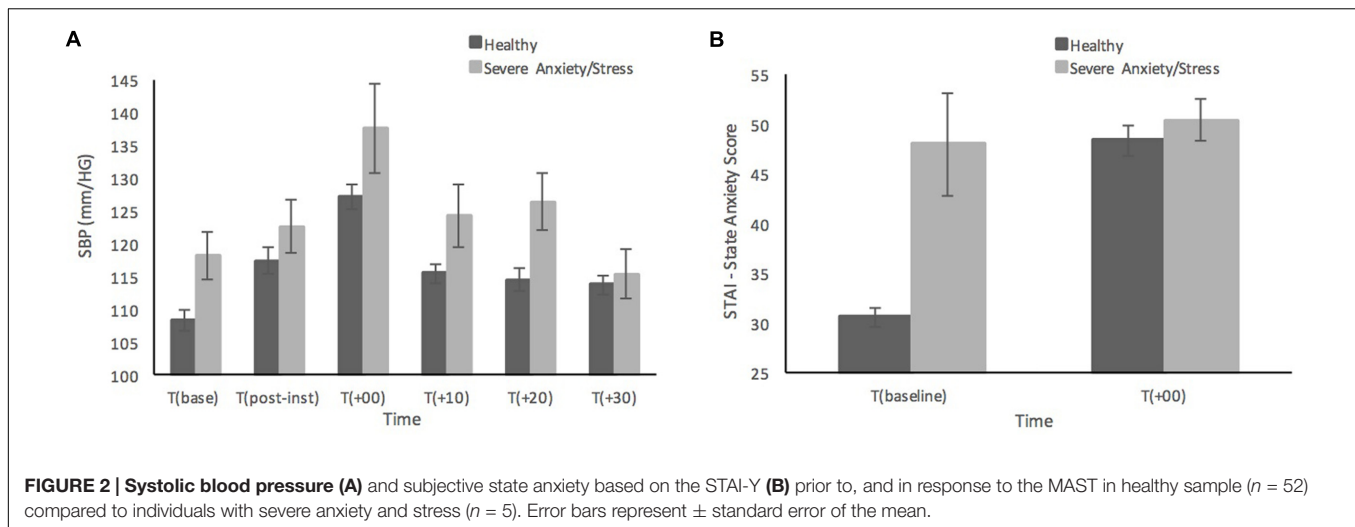 A
Healthy
Severe Anxiety/Stress
145
140
135
130
125
120
115
110
105
100
SBP (mm/HG)
T(base) T(post-inst) T(+00) T(+10) T(+20) T(+30)
Time
B
Healthy
Severe Anxiety/Stress
55
50
45
40
35
30
25
STAI - State Anxiety Score
T(baseline) T(+00)
Time
FIGURE 2 | Systolic blood pressure (A) and subjective state anxiety based on the STAI-Y (B) prior to, and in response to the MAST in healthy sample (n = 52)
compared to individuals with severe anxiety and stress (n = 5). Error bars represent ± standard error of the mean.